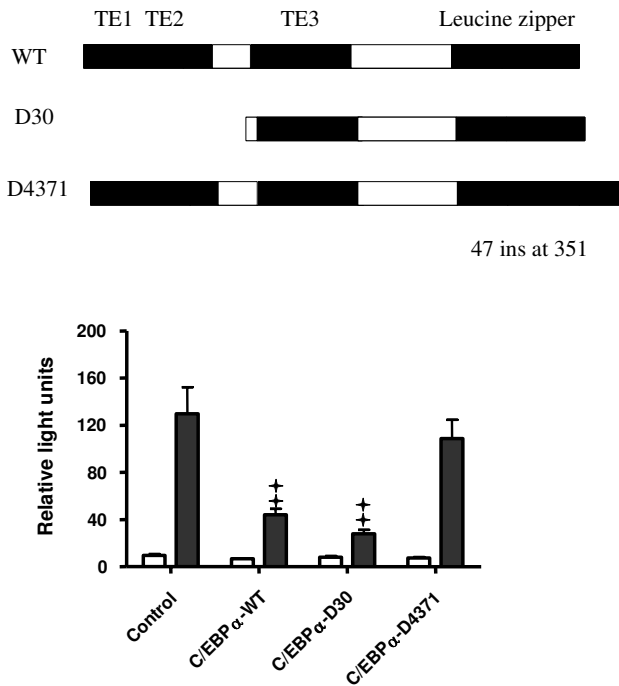 TE1 TE2 TE3 Leucine zipper
WT
D30
D4371
47 ins at 351
200
160
120
80
40
0
Relative light units
Control
C/EBPα-WT
C/EBPα-D30
C/EBPα-D4371